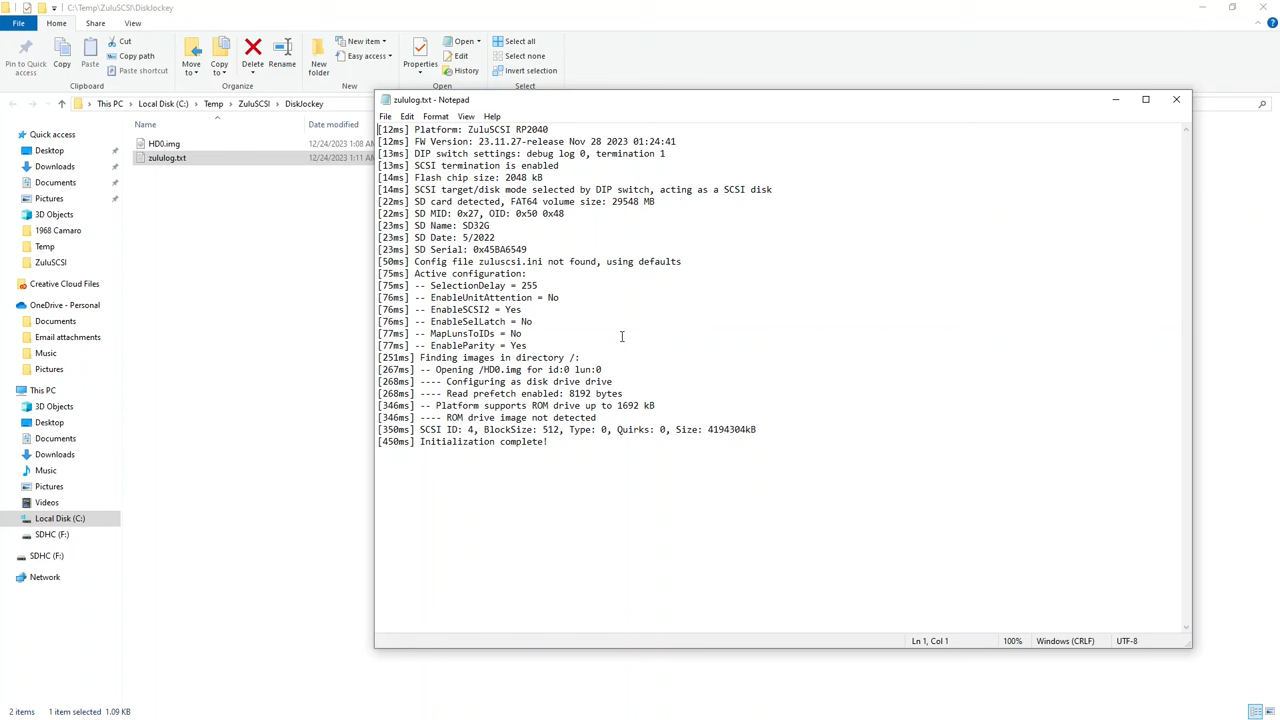 C:\Temp\ZuluSCSI\DiskJockey
File
Home
Share
View
Pin to Quick access
Copy
Paste
Cut
Copy path
Paste shortcut
Clipboard
Move to
Copy to
Delete
Rename
Organize
New folder
New item
Easy access
New
Properties
Open
Edit
History
Open
Select all
Select none
Invert selection
This PC
Local Disk (C:)
Temp
ZuluSCSI
DiskJockey
Quick access
Desktop
Downloads
Documents
Pictures
3D Objects
1968 Camaro
Temp
ZuluSCSI
Creative Cloud Files
OneDrive - Personal
Documents
Email attachments
Music
Pictures
This PC
3D Objects
Desktop
Documents
Downloads
Music
Pictures
Videos
Local Disk (C:)
SDHC (F:)
SDHC (F:)
Network
Name
Date modified
HD0.img
12/24/2023 1:08 AM
zululog.txt
12/24/2023 1:11 AM
zululog.txt - Notepad
File Edit Format View Help
[12ms] Platform: ZuluSCSI RP2040
[12ms] FW Version: 23.11.27-release Nov 28 2023 01:24:41
[13ms] DIP switch settings: debug log 0, termination 1
[13ms] SCSI termination is enabled
[14ms] Flash chip size: 2048 kB
[14ms] SCSI target/disk mode selected by DIP switch, acting as a SCSI disk
[22ms] SD card detected, FAT64 volume size: 29548 MB
[22ms] SD MID: 0x27, OID: 0x50 0x48
[23ms] SD Name: SD32G
[23ms] SD Date: 5/2022
[23ms] SD Serial: 0x45BA6549
[50ms] Config file zuluscsi.ini not found, using defaults
[75ms] Active configuration:
[75ms] -- SelectionDelay = 255
[76ms] -- EnableUnitAttention = No
[76ms] -- EnableSCSI2 = Yes
[76ms] -- EnableSelLatch = No
[77ms] -- MapLunsToIDs = No
[77ms] -- EnableParity = Yes
[251ms] Finding images in directory /:
[267ms] -- Opening /HD0.img for id:0 lun:0
[268ms] ---- Configuring as disk drive drive
[268ms] ---- Read prefetch enabled: 8192 bytes
[346ms] -- Platform supports ROM drive up to 1692 kB
[346ms] ---- ROM drive image not detected
[350ms] SCSI ID: 4, BlockSize: 512, Type: 0, Quirks: 0, Size: 4194304kB
[450ms] Initialization complete!
Ln 1, Col 1
100%
Windows (CRLF)
UTF-8
2 items
1 item selected 1.09 KB